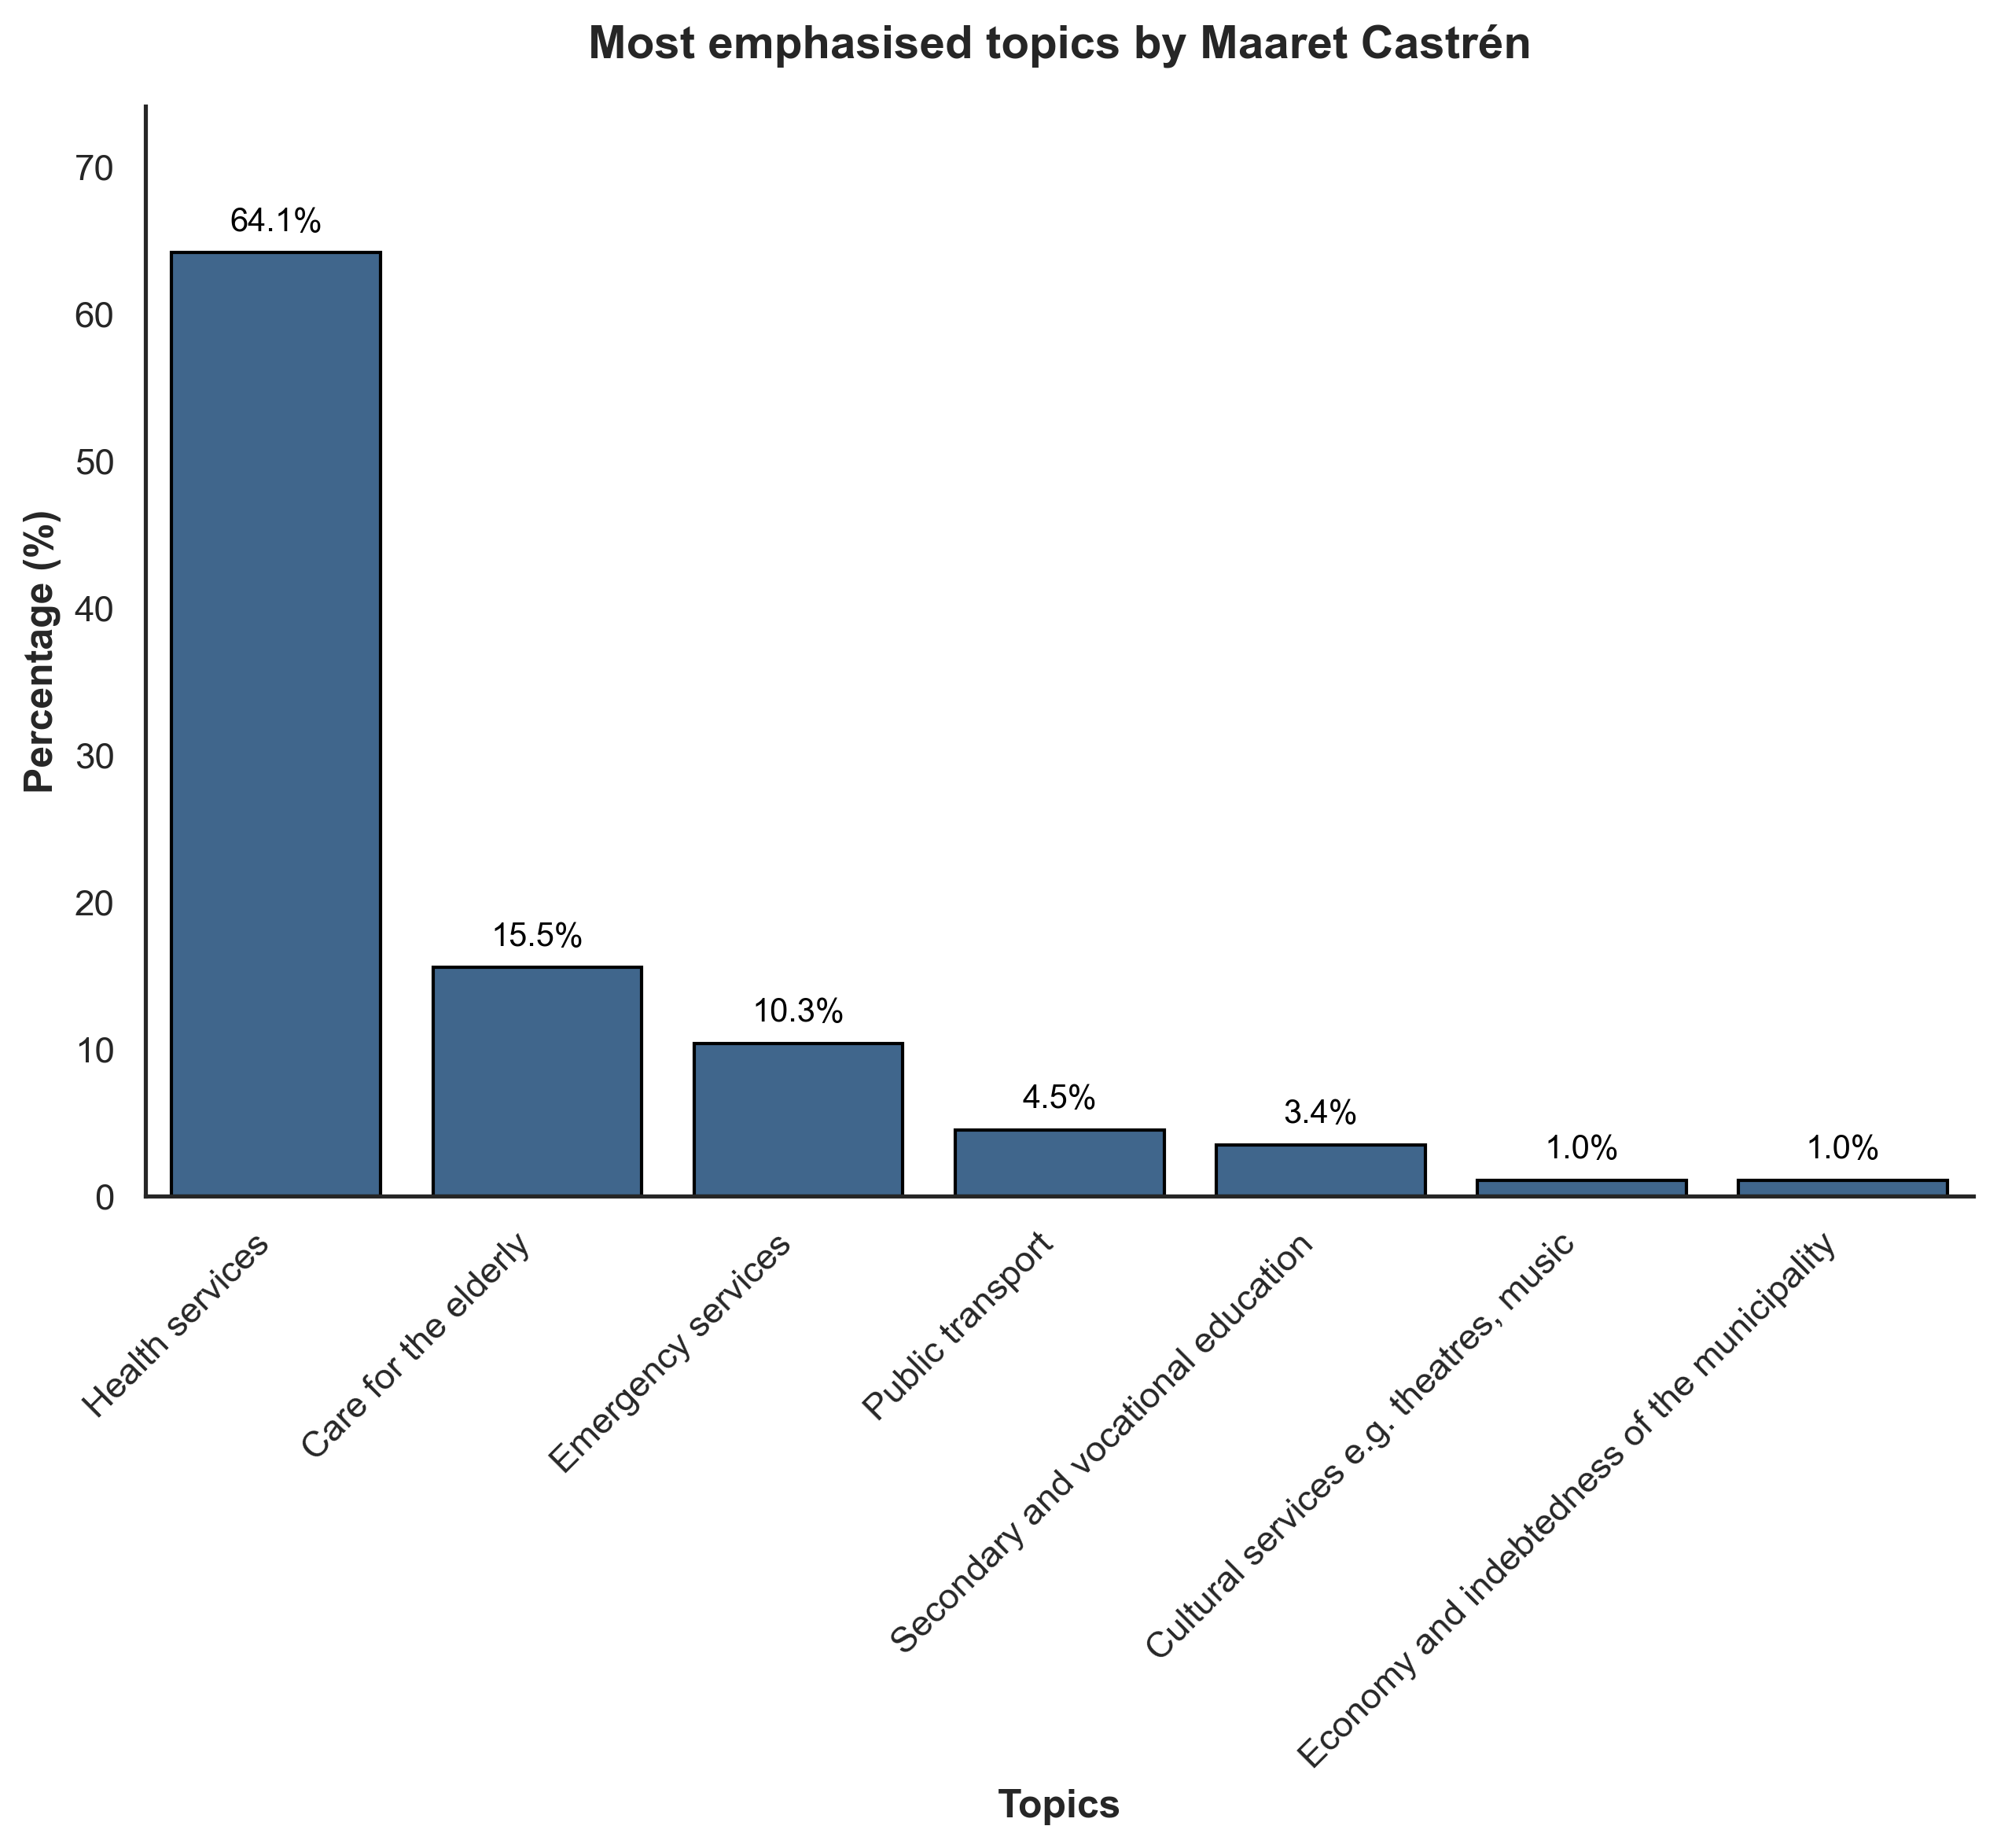 Most emphasised topics by Maaret Castrén
Percentage (%)
70
60
50
40
30
20
10
0
64.1%
15.5%
10.3%
4.5%
3.4%
1.0%
1.0%
Health services
Care for the elderly
Emergency services
Public transport
Secondary and vocational education
Cultural services e.g. theatres, music
Economy and indebtedness of the municipality
Topics